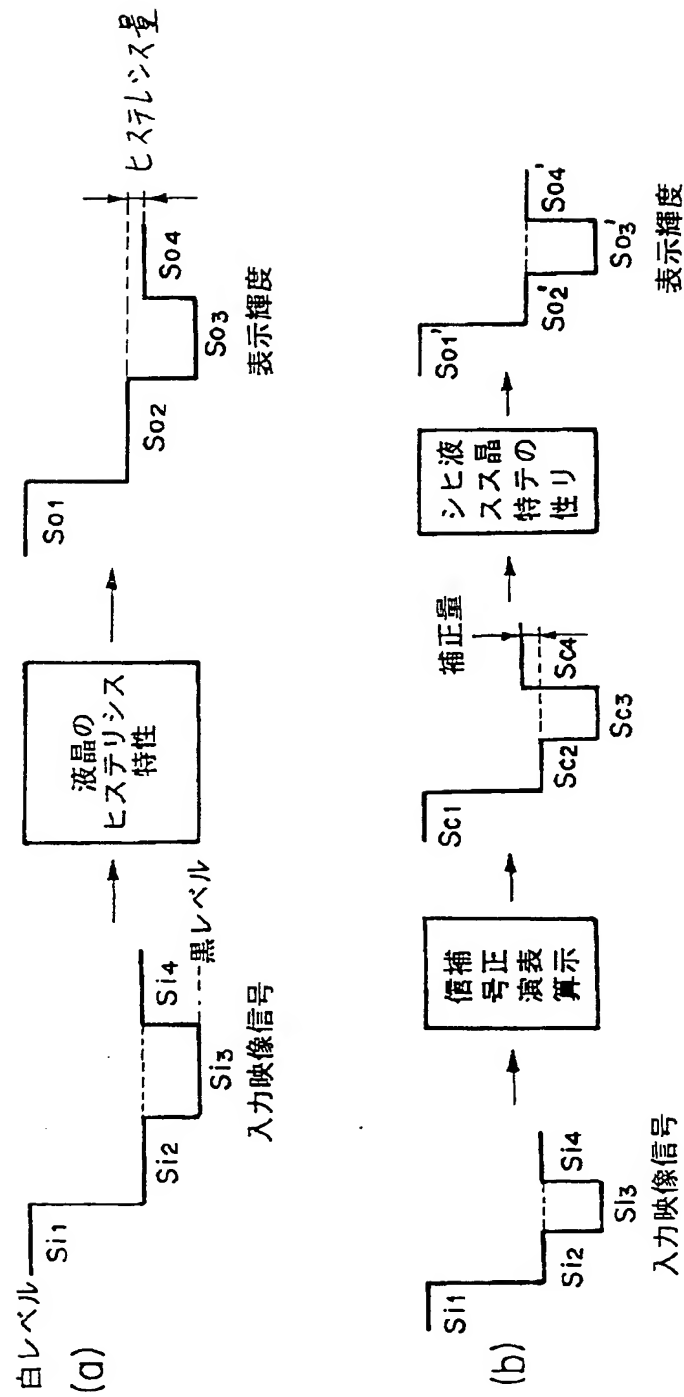 白レベル
(a)
Si1
Si2
Si3
Si4
黒レベル
入力映像信号
液晶の
ヒステリシス
特性
So1
So2
So3
So4
表示輝度
ヒステレシス量
(b)
Si1
Si2
Si3
Si4
入力映像信号
補正表示
信号演算
Sc1
Sc2
Sc3
Sc4
補正量
液晶の
ヒステリ
シス特性
So1'
So2'
So3'
So4'
表示輝度